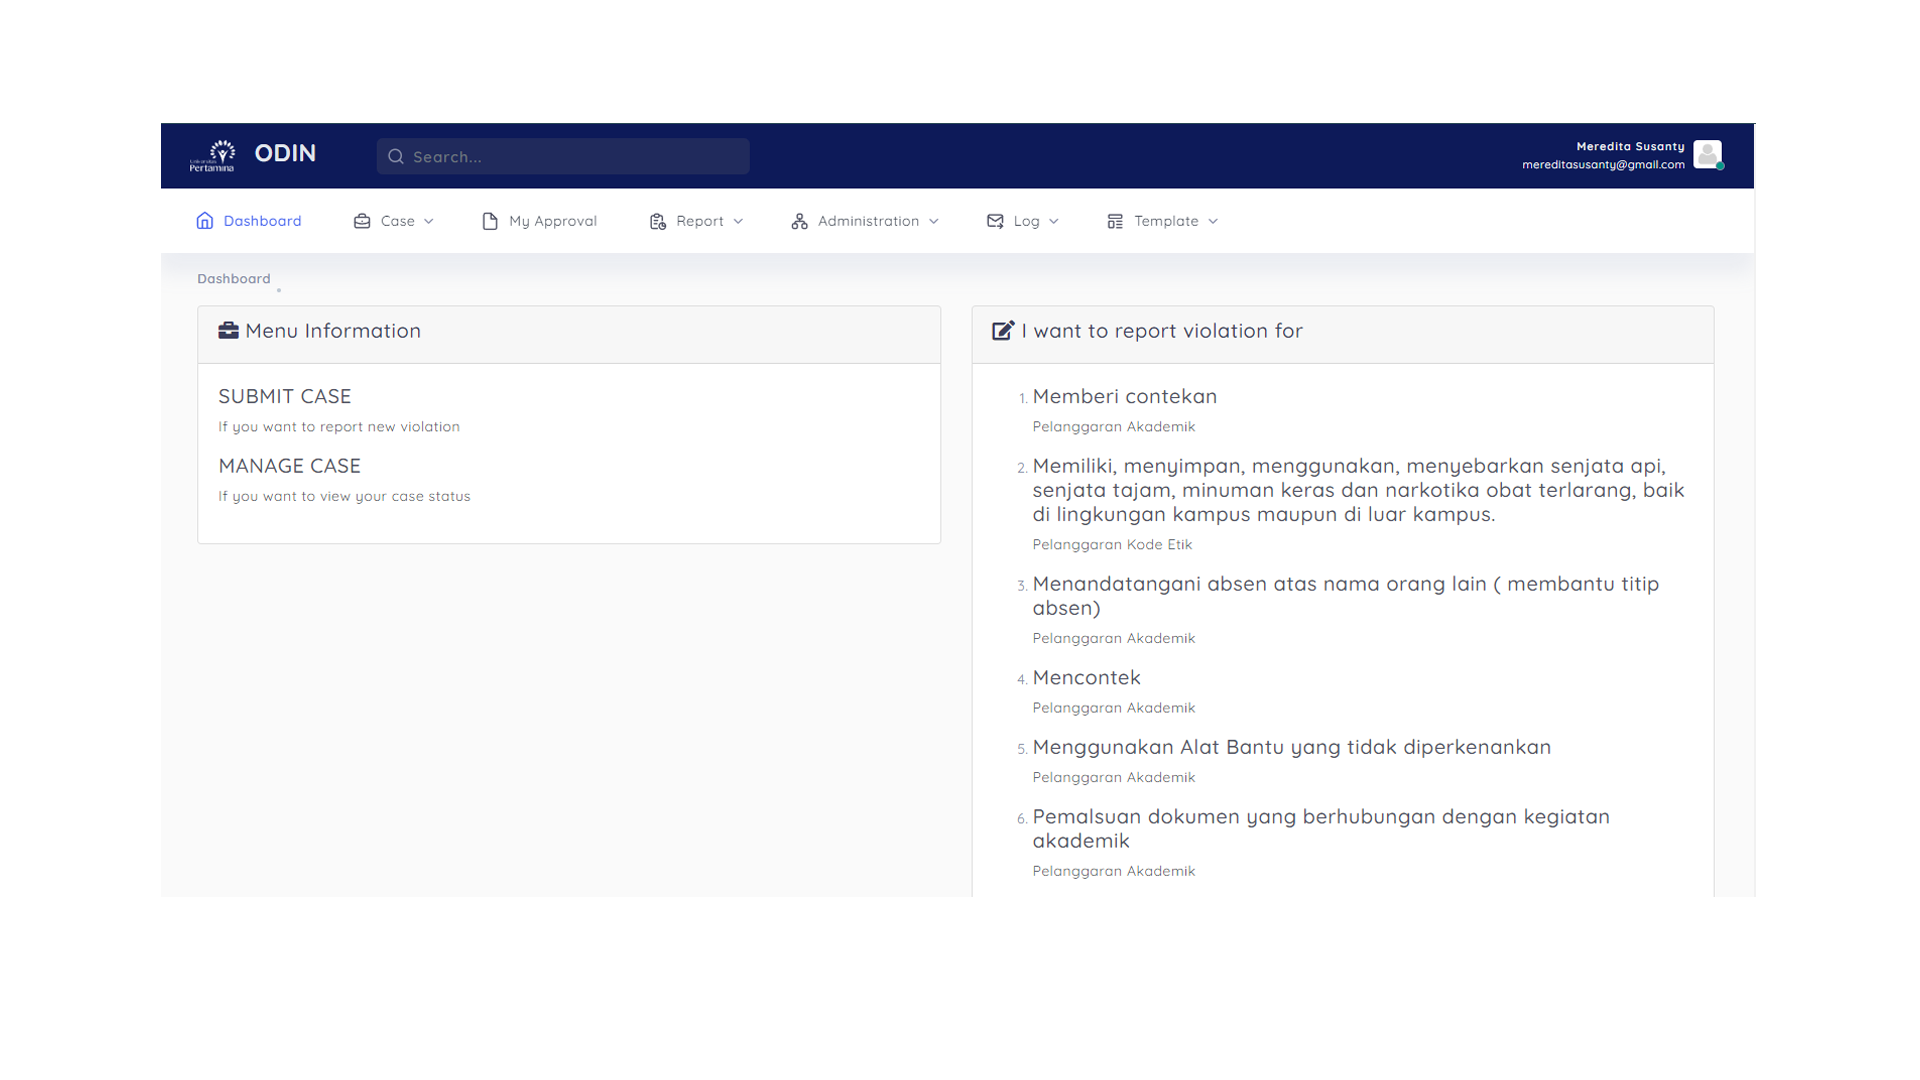 Universitas
Pertamina
ODIN
Search...
Meredita Susanty
mereditasusanty@gmail.com
Dashboard
Case
My Approval
Report
Administration
Log
Template
Dashboard
Menu Information
SUBMIT CASE
If you want to report new violation
MANAGE CASE
If you want to view your case status
I want to report violation for
1. Memberi contekan
Pelanggaran Akademik
2. Memiliki, menyimpan, menggunakan, menyebarkan senjata api,
senjata tajam, minuman keras dan narkotika obat terlarang, baik
di lingkungan kampus maupun di luar kampus.
Pelanggaran Kode Etik
3. Menandatangani absen atas nama orang lain ( membantu titip
absen)
Pelanggaran Akademik
4. Mencontek
Pelanggaran Akademik
5. Menggunakan Alat Bantu yang tidak diperkenankan
Pelanggaran Akademik
6. Pemalsuan dokumen yang berhubungan dengan kegiatan
akademik
Pelanggaran Akademik